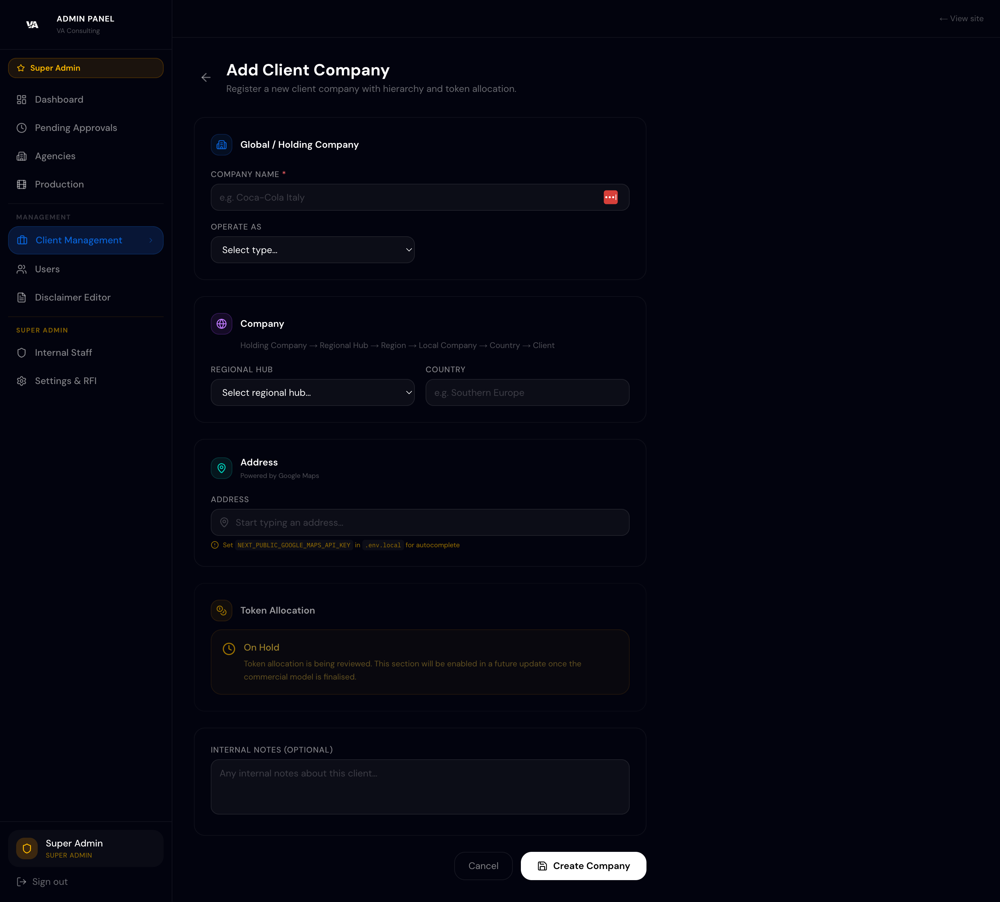 VA
ADMIN PANEL
VA Consulting
← View site
Super Admin
Dashboard
Pending Approvals
Agencies
Production
MANAGEMENT
Client Management
Users
Disclaimer Editor
SUPER ADMIN
Internal Staff
Settings & RFI
Super Admin
SUPER ADMIN
Sign out
Add Client Company
Register a new client company with hierarchy and token allocation.
Global / Holding Company
COMPANY NAME *
e.g. Coca-Cola Italy
OPERATE AS
Select type...
Company
Holding Company → Regional Hub → Region → Local Company → Country → Client
REGIONAL HUB
COUNTRY
Select regional hub...
e.g. Southern Europe
Address
Powered by Google Maps
ADDRESS
Start typing an address...
Set NEXT_PUBLIC_GOOGLE_MAPS_API_KEY in .env.local for autocomplete
Token Allocation
On Hold
Token allocation is being reviewed. This section will be enabled in a future update once the
commercial model is finalised.
INTERNAL NOTES (OPTIONAL)
Any internal notes about this client...
Cancel
Create Company